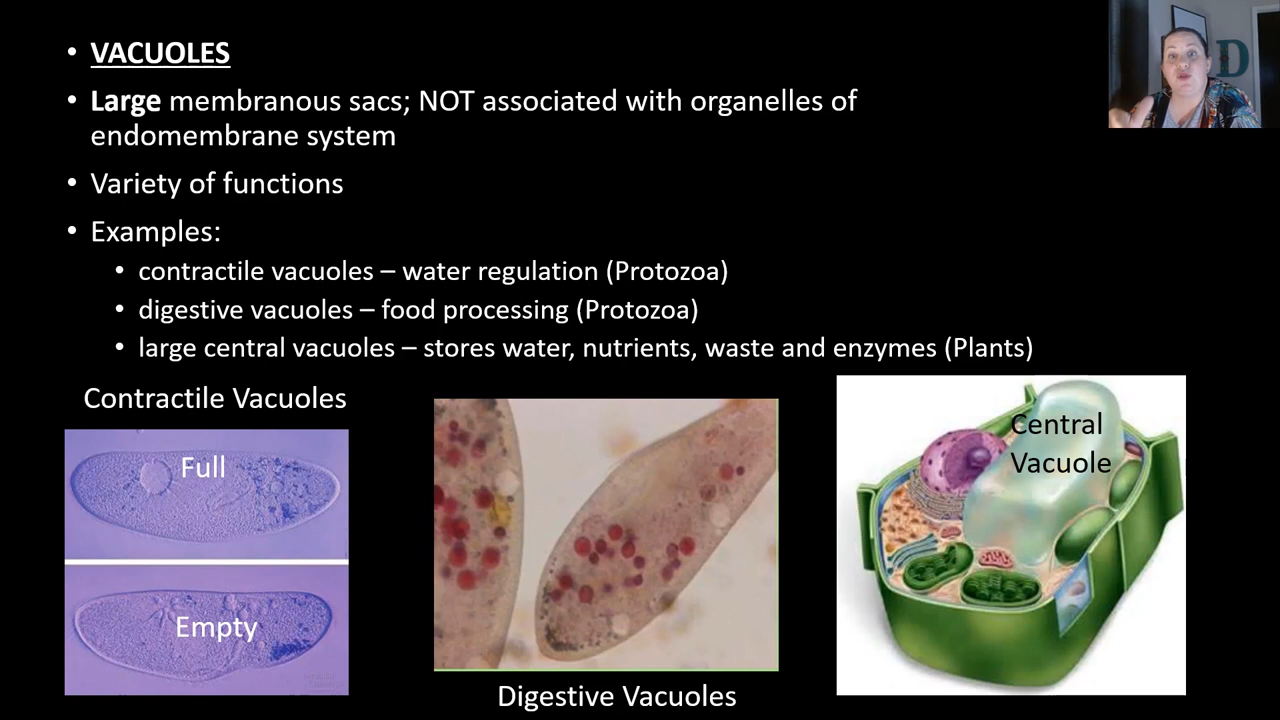 • VACUOLES
• Large membranous sacs; NOT associated with organelles of
endomembrane system
• Variety of functions
• Examples:
• contractile vacuoles – water regulation (Protozoa)
• digestive vacuoles – food processing (Protozoa)
• large central vacuoles – stores water, nutrients, waste and enzymes (Plants)
Contractile Vacuoles
Full
Empty
Digestive Vacuoles
Central
Vacuole
D